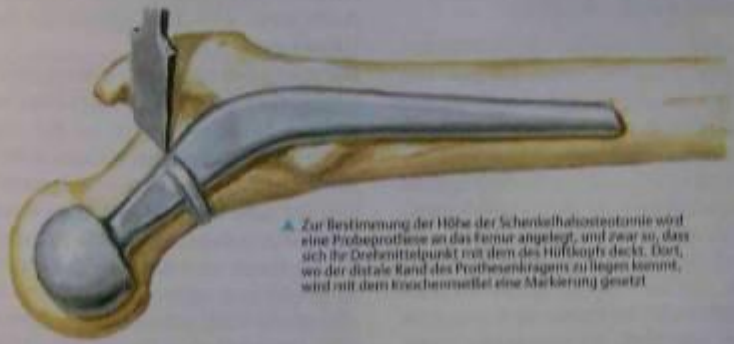 ▲ Zur Bestimmung der Höhe der Schenkelhalsosteotomie wird
eine Probeprothese an das Femur angelegt, und zwar so, dass
sich ihr Drehmittelpunkt mit dem des Hüftkopfs deckt. Dort,
wo der distale Rand des Prothesenkragens zu liegen kommt,
wird mit dem Knochenmeißel eine Markierung gesetzt